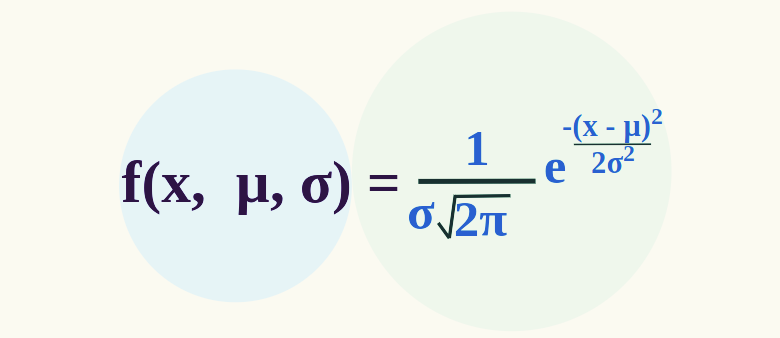 f(x, μ, σ) = 1/(σ√2π) e^(-(x - μ)²/2σ²)